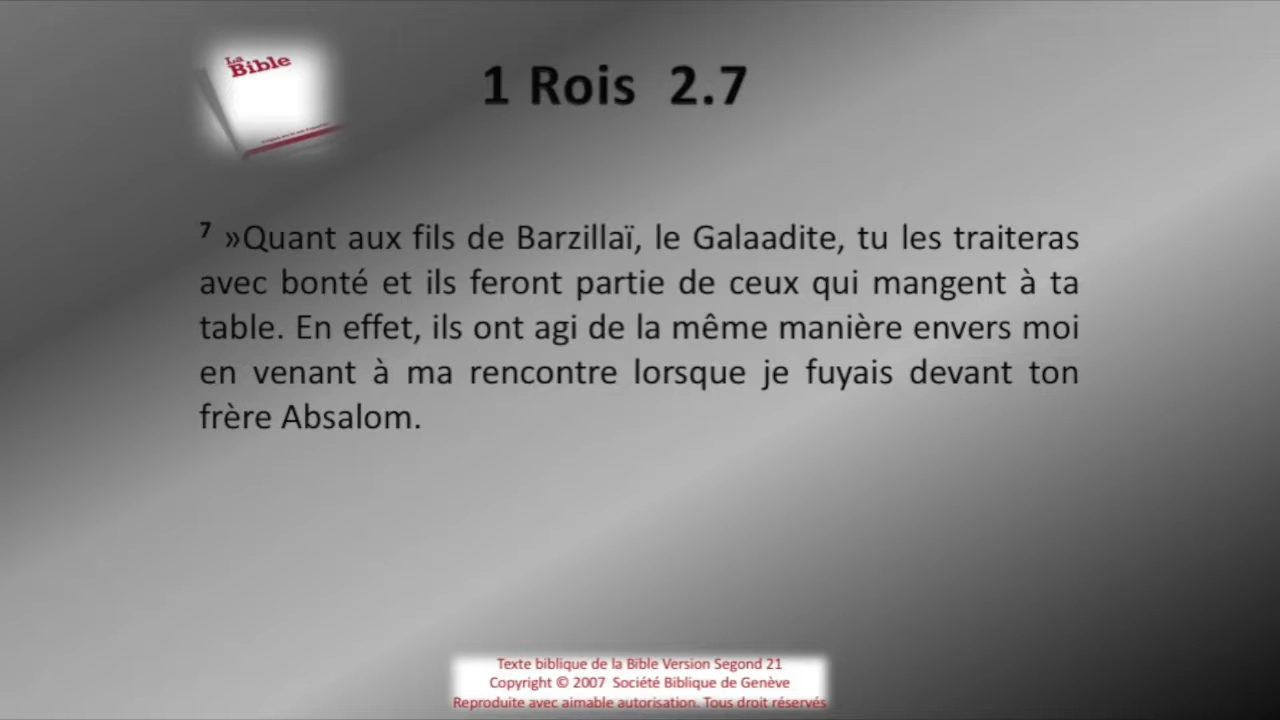 La
Bible
1 Rois 2.7
7 »Quant aux fils de Barzillaï, le Galaadite, tu les traiteras
avec bonté et ils feront partie de ceux qui mangent à ta
table. En effet, ils ont agi de la même manière envers moi
en venant à ma rencontre lorsque je fuyais devant ton
frère Absalom.
Texte biblique de la Bible Version Segond 21
Copyright © 2007 Société Biblique de Genève
Reproduite avec aimable autorisation. Tous droit réservés